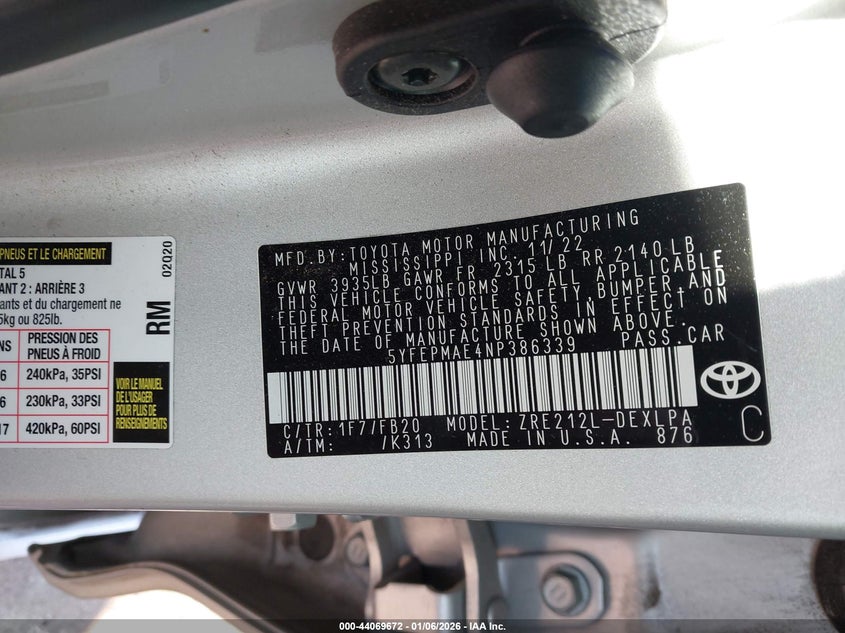 PNEUS ET LE CHARGEMENT
TAL 5
ANT 2 : ARRIÈRE 3
ants et du chargement ne
5kg ou 825lb.
NS
PRESSION DES
PNEUS À FROID
6
240kPa, 35PSI
6
230kPa, 33PSI
17
420kPa, 60PSI
VOIR LE MANUEL
DE L'USAGER
POUR PLUS DE
RENSEIGNEMENTS
RM
02Q20
MFD. BY: TOYOTA MOTOR MANUFACTURING
MISSISSIPPI INC. 11/22
GVWR 3935LB GAWR FR 2315 LB RR 2140 LB
THIS VEHICLE CONFORMS TO ALL APPLICABLE
FEDERAL MOTOR VEHICLE SAFETY, BUMPER, AND
THEFT PREVENTION STANDARDS IN EFFECT ON
THE DATE OF MANUFACTURE SHOWN ABOVE.
5YFEPMAE4NP386339 PASS. CAR
C/TR: 1F7/FB20 MODEL: ZRE212L-DEXLPA
A/TM: /K313 MADE IN U.S.A. 876
C
000-44069672 - 01/06/2026 - IAA Inc.